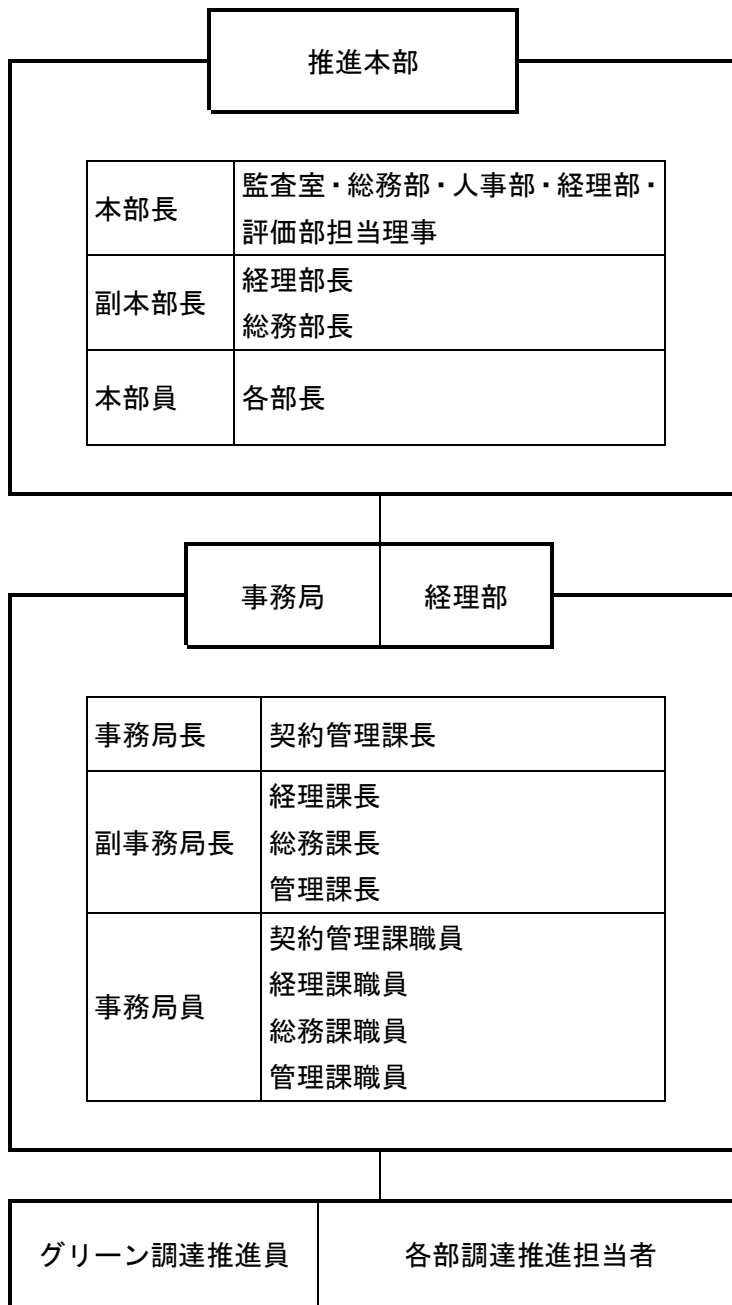 推進本部
本部長
監査室・総務部・人事部・経理部・
評価部担当理事
副本部長
経理部長
総務部長
本部員
各部長
事務局
経理部
事務局長
契約管理課長
副事務局長
経理課長
総務課長
管理課長
事務局員
契約管理課職員
経理課職員
総務課職員
管理課職員
グリーン調達推進員
各部調達推進担当者